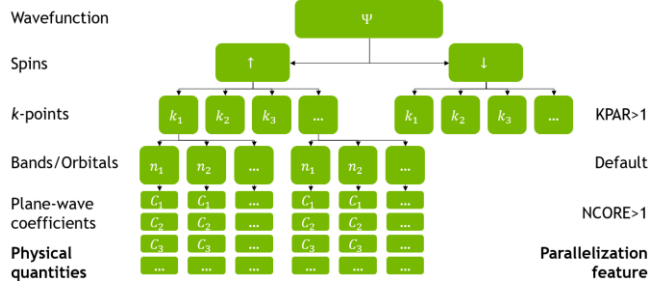 Wavefunction Ψ
Spins ↑ ↓
k-points k₁ k₂ k₃ ... k₁ k₂ k₃ ... KPAR>1
Bands/Orbitals n₁ n₂ ... n₁ n₂ ... Default
Plane-wave
coefficients
C₁ C₁ ... C₁ C₁ ...
C₂ C₂ ... C₂ C₂ ...
NCORE>1
C₃ C₃ ... C₃ C₃ ...
... ... ... ... ... ...
Physical
quantities
Parallelization
feature